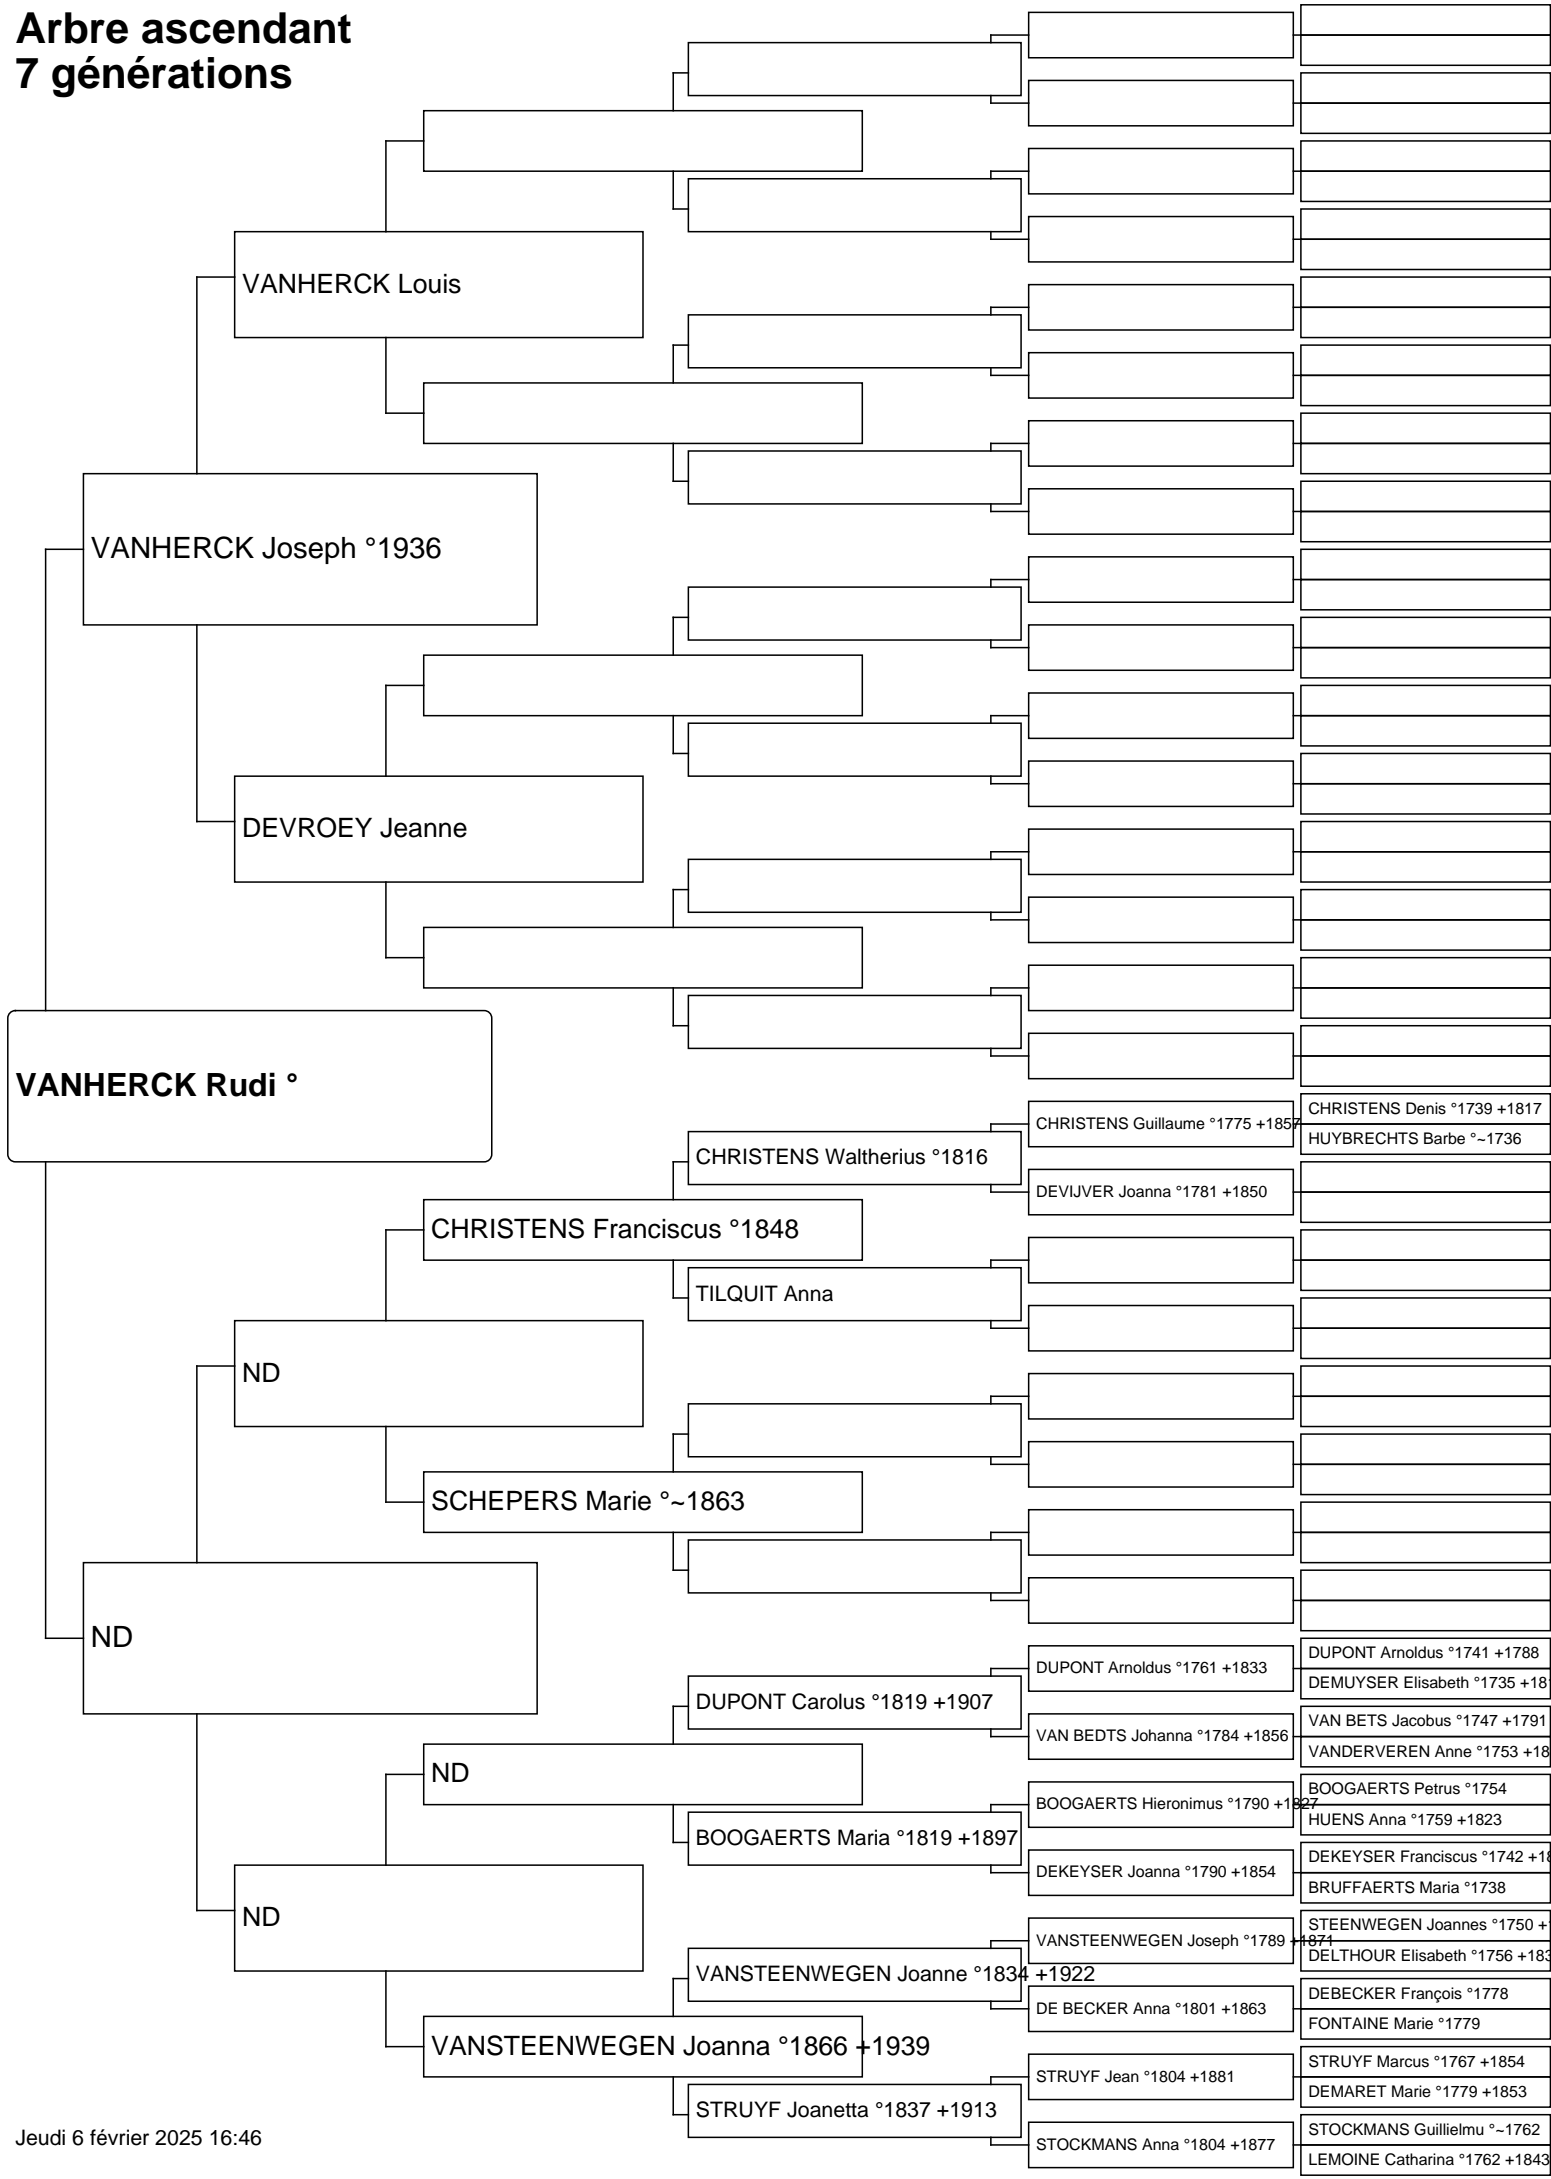 Arbre ascendant
7 générations
VANHERCK Louis
VANHERCK Joseph °1936
DEVROEY Jeanne
VANHERCK Rudi °
CHRISTENS Denis °1739 +1817
CHRISTENS Guillaume °1775 +1857
HUYBRECHTS Barbe °~1736
CHRISTENS Waltherius °1816
DEVIJVER Joanna °1781 +1850
CHRISTENS Franciscus °1848
TILQUIT Anna
ND
SCHEPERS Marie °~1863
ND
DUPONT Arnoldus °1741 +1788
DUPONT Arnoldus °1761 +1833
DEMUYSER Elisabeth °1735 +18
DUPONT Carolus °1819 +1907
VAN BETS Jacobus °1747 +1791
VAN BEDTS Johanna °1784 +1856
VANDERVEREN Anne °1753 +18
ND
BOOGAERTS Petrus °1754
BOOGAERTS Hieronimus °1790 +1827
HUENS Anna °1759 +1823
BOOGAERTS Maria °1819 +1897
DEKEYSER Franciscus °1742 +18
DEKEYSER Joanna °1790 +1854
BRUFFAERTS Maria °1738
ND
STEENWEGEN Joannes °1750 +
VANSTEENWEGEN Joseph °1789 +1871
DELTHOUR Elisabeth °1756 +183
VANSTEENWEGEN Joanne °1834 +1922
DEBECKER François °1778
DE BECKER Anna °1801 +1863
FONTAINE Marie °1779
VANSTEENWEGEN Joanna °1866 +1939
STRUYF Marcus °1767 +1854
STRUYF Jean °1804 +1881
DEMARET Marie °1779 +1853
STRUYF Joanetta °1837 +1913
STOCKMANS Guillielmu °~1762
STOCKMANS Anna °1804 +1877
LEMOINE Catharina °1762 +1843
Jeudi 6 février 2025 16:46